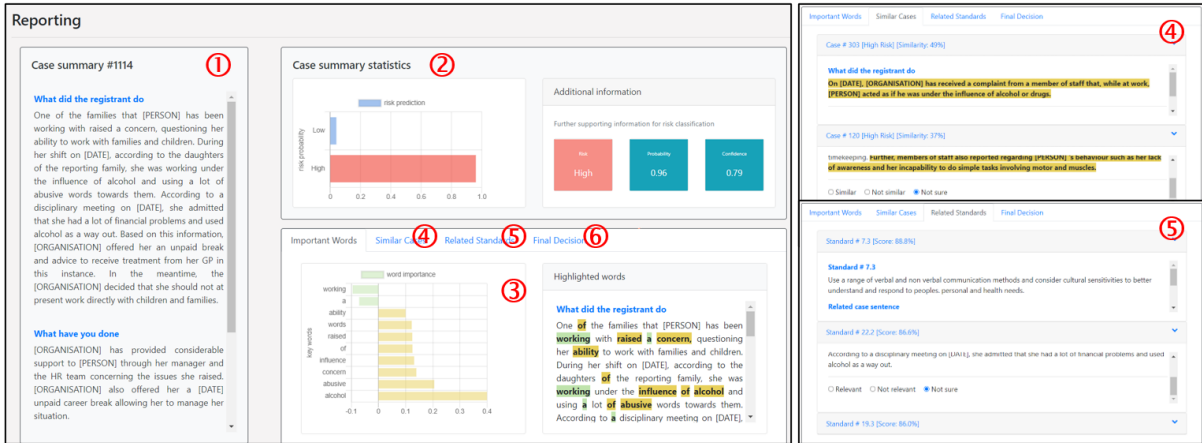 Reporting
Case summary #1114
①
What did the registrant do
One of the families that [PERSON] has been
working with raised a concern, questioning her
ability to work with families and children. During
her shift on [DATE], according to the daughters
of the reporting family, she was working under
the influence of alcohol and using a lot of
abusive words towards them. According to a
disciplinary meeting on [DATE], she admitted
that she had a lot of financial problems and used
alcohol as a way out. Based on this information,
[ORGANISATION] offered her an unpaid break
and advice to receive treatment from her GP in
this instance. In the meantime, the
[ORGANISATION] decided that she should not at
present work directly with children and families.
What have you done
[ORGANISATION] has provided considerable
support to [PERSON] through her manager and
the HR team concerning the issues she raised.
[ORGANISATION] also offered her a [DATE]
unpaid career break allowing her to manage her
situation.
Case summary statistics
②
risk prediction
risk probability
Low
High
0 0.2 0.4 0.6 0.8 1.0
Additional information
Further supporting information for risk classification
Risk
High
Probability
0.96
Confidence
0.79
Important Words Similar Cases ④ Related Standards ⑤ Final Decision ⑥
word importance
③
key words
working
a
ability
words
raised
of
influence
concern
abusive
alcohol
-0.1 0 0.1 0.2 0.3 0.4
Highlighted words
What did the registrant do
One of the families that [PERSON] has been
working with raised a concern, questioning
her ability to work with families and children.
During her shift on [DATE], according to the
daughters of the reporting family, she was
working under the influence of alcohol and
using a lot of abusive words towards them.
According to a disciplinary meeting on [DATE],
Important Words Similar Cases Related Standards Final Decision
④
Case # 303 [High Risk] [Similarity: 49%]
What did the registrant do
On [DATE], [ORGANISATION] has received a complaint from a member of staff that, while at work,
[PERSON] acted as if he was under the influence of alcohol or drugs.
Case # 120 [High Risk] [Similarity: 37%]
timekeeping. Further, members of staff also reported regarding [PERSON] 's behaviour such as her lack
of awareness and her incapability to do simple tasks involving motor and muscles.
Similar Not similar Not sure
Important Words Similar Cases Related Standards Final Decision
⑤
Standard # 7.3 [Score: 88.8%]
Standard # 7.3
Use a range of verbal and non verbal communication methods and consider cultural sensitivities to better
understand and respond to peoples, personal and health needs.
Related case sentence
Standard # 22.2 [Score: 86.6%]
According to a disciplinary meeting on [DATE], she admitted that she had a lot of financial problems and used
alcohol as a way out.
Relevant Not relevant Not sure
Standard # 19.3 [Score: 86.0%]